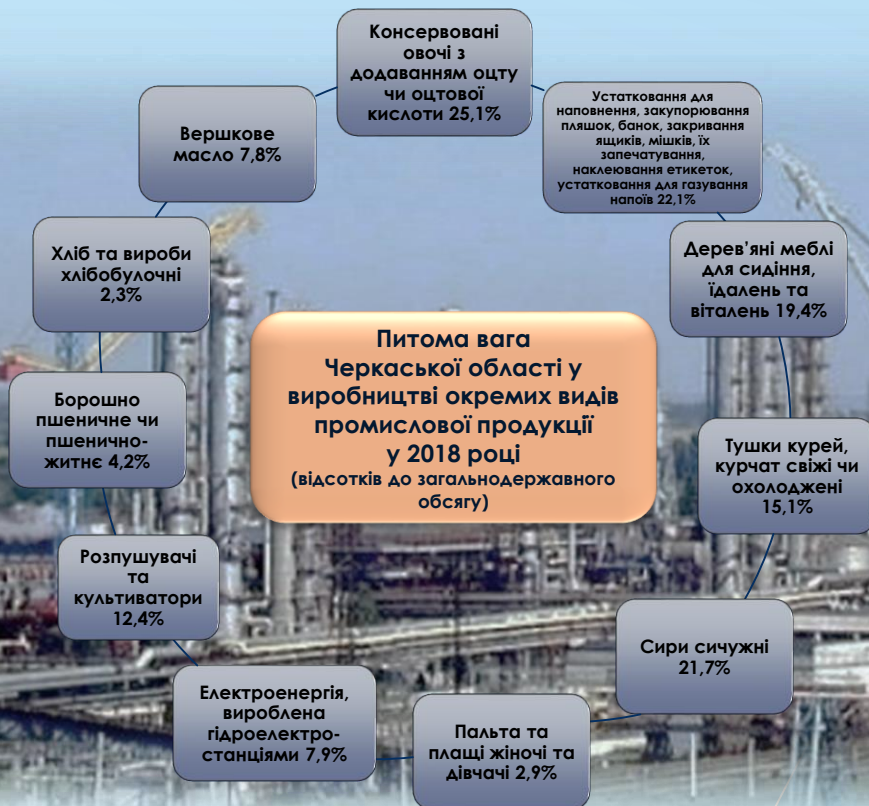 Консервовані
овочі з
додаванням оцту
чи оцтової
кислоти 25,1%
Устатковання для
наповнення, закупорювання
пляшок, банок, закривання
ящиків, мішків, їх
запечатування,
наклеювання етикеток,
устатковання для газування
напоїв 22,1%
Дерев’яні меблі
для сидіння,
їдалень та
віталень 19,4%
Тушки курей,
курчат свіжі чи
охолоджені
15,1%
Сири сичужні
21,7%
Пальта та
плащі жіночі та
дівчачі 2,9%
Електроенергія,
вироблена
гідроелектро-
станціями 7,9%
Розпушувачі
та
культиватори
12,4%
Борошно
пшеничне чи
пшенично-
житнє 4,2%
Хліб та вироби
хлібобулочні
2,3%
Вершкове
масло 7,8%
Питома вага
Черкаської області у
виробництві окремих видів
промислової продукції
у 2018 році
(відсотків до загальнодержавного
обсягу)